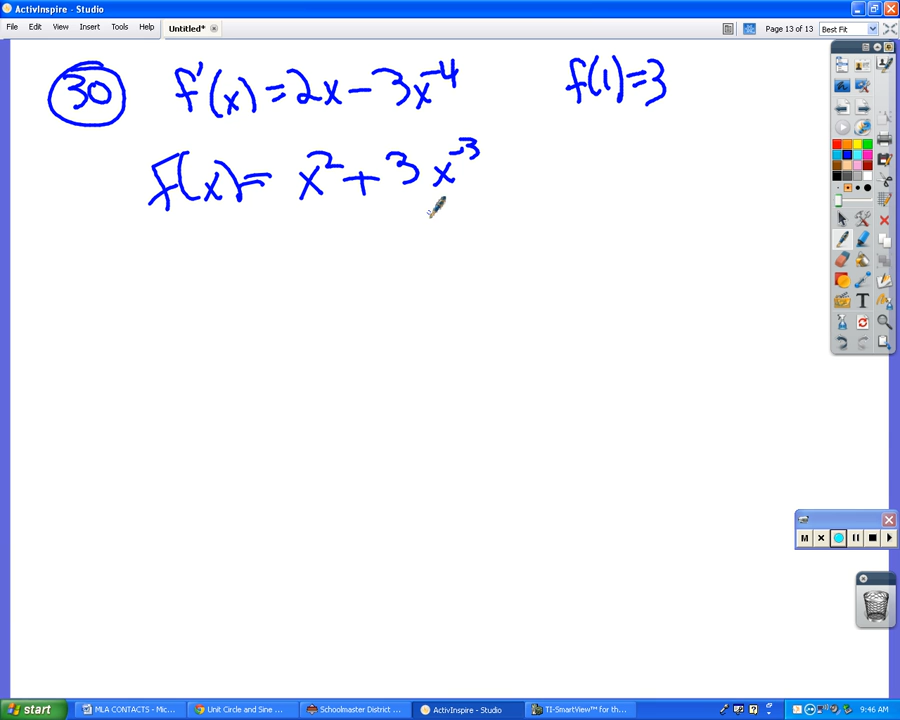 ActivInspire - Studio
File Edit View Insert Tools Help Untitled* Page 13 of 13 Best Fit
30 f'(x)=2x-3x⁻⁴ f(1)=3
f(x)= x²+3x⁻³
M
start MLA CONTACTS - Mic... Unit Circle and Sine ... Schoolmaster District ... ActivInspire - Studio TI-SmartView™ for th... 9:46 AM